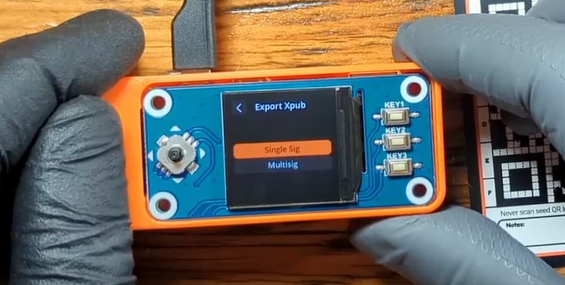 Export Xpub
Single Sig
Multisig
KEY1
KEY2
KEY3
Never scan seed QR
Notes: